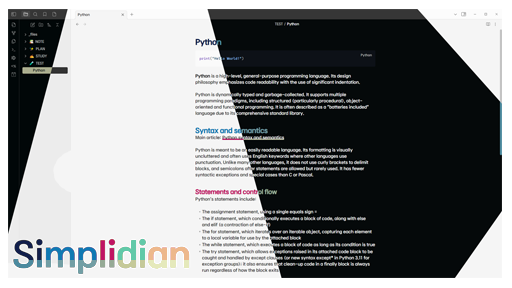 Python
TEST / Python
_files
NOTE
PLAN
STUDY
TEST
Python
Python
Python
print("Hello World!")
Python is a high-level, general-purpose programming language. Its design
philosophy emphasizes code readability with the use of significant indentation.
Python is dynamically typed and garbage-collected. It supports multiple
programming paradigms, including structured (particularly procedural), object-
oriented and functional programming. It is often described as a "batteries included"
language due to its comprehensive standard library.
Syntax and semantics
Main article: Python syntax and semantics
Python is meant to be an easily readable language. Its formatting is visually
uncluttered and often uses English keywords where other languages use
punctuation. Unlike many other languages, it does not use curly brackets to delimit
blocks, and semicolons after statements are allowed but rarely used. It has fewer
syntactic exceptions and special cases than C or Pascal.
Statements and control flow
Python's statements include:
The assignment statement, using a single equals sign =
The if statement, which conditionally executes a block of code, along with else
and elif (a contraction of else-if)
The for statement, which iterates over an iterable object, capturing each element
to a local variable for use by the attached block
The while statement, which executes a block of code as long as its condition is true
The try statement, which allows exceptions raised in its attached code block to be
caught and handled by except clauses (or new syntax except* in Python 3.11 for
exception groups); it also ensures that clean-up code in a finally block is always
run regardless of how the block exits
Simplidian